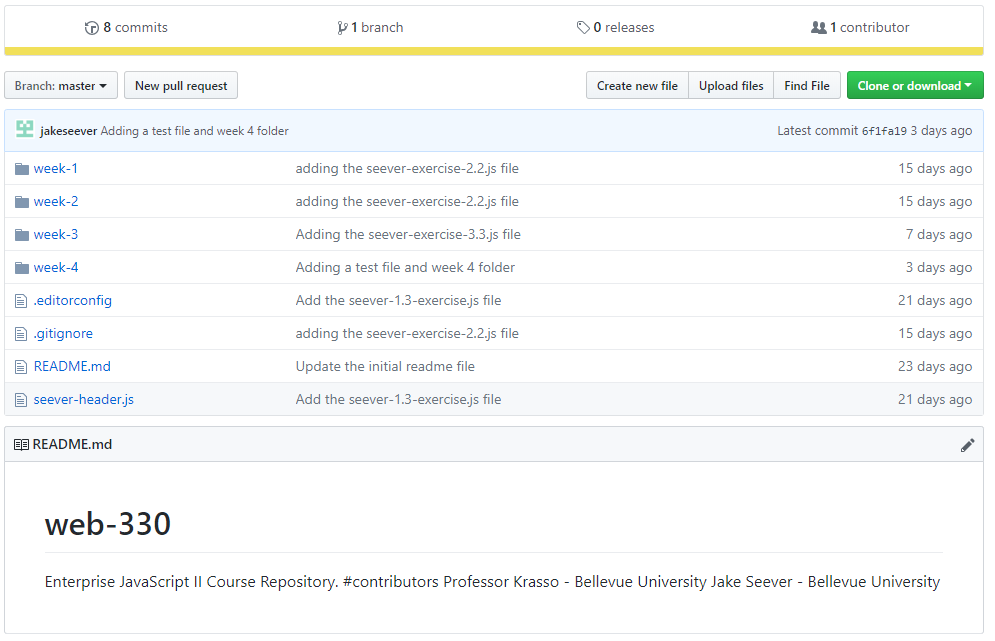 8 commits 1 branch 0 releases 1 contributor
Branch: master New pull request Create new file Upload files Find File Clone or download
jakeseever Adding a test file and week 4 folder Latest commit 6f1fa19 3 days ago
week-1 adding the seever-exercise-2.2.js file 15 days ago
week-2 adding the seever-exercise-2.2.js file 15 days ago
week-3 Adding the seever-exercise-3.3.js file 7 days ago
week-4 Adding a test file and week 4 folder 3 days ago
.editorconfig Add the seever-1.3-exercise.js file 21 days ago
.gitignore adding the seever-exercise-2.2.js file 15 days ago
README.md Update the initial readme file 23 days ago
seever-header.js Add the seever-1.3-exercise.js file 21 days ago
README.md
web-330
Enterprise JavaScript II Course Repository. #contributors Professor Krasso - Bellevue University Jake Seever - Bellevue University